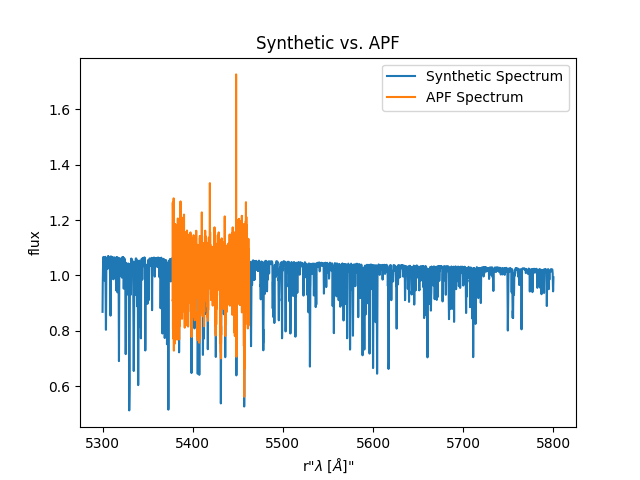 Synthetic vs. APF
Synthetic Spectrum
APF Spectrum
flux
1.6
1.4
1.2
1.0
0.8
0.6
5300 5400 5500 5600 5700 5800
r"λ [Å]"